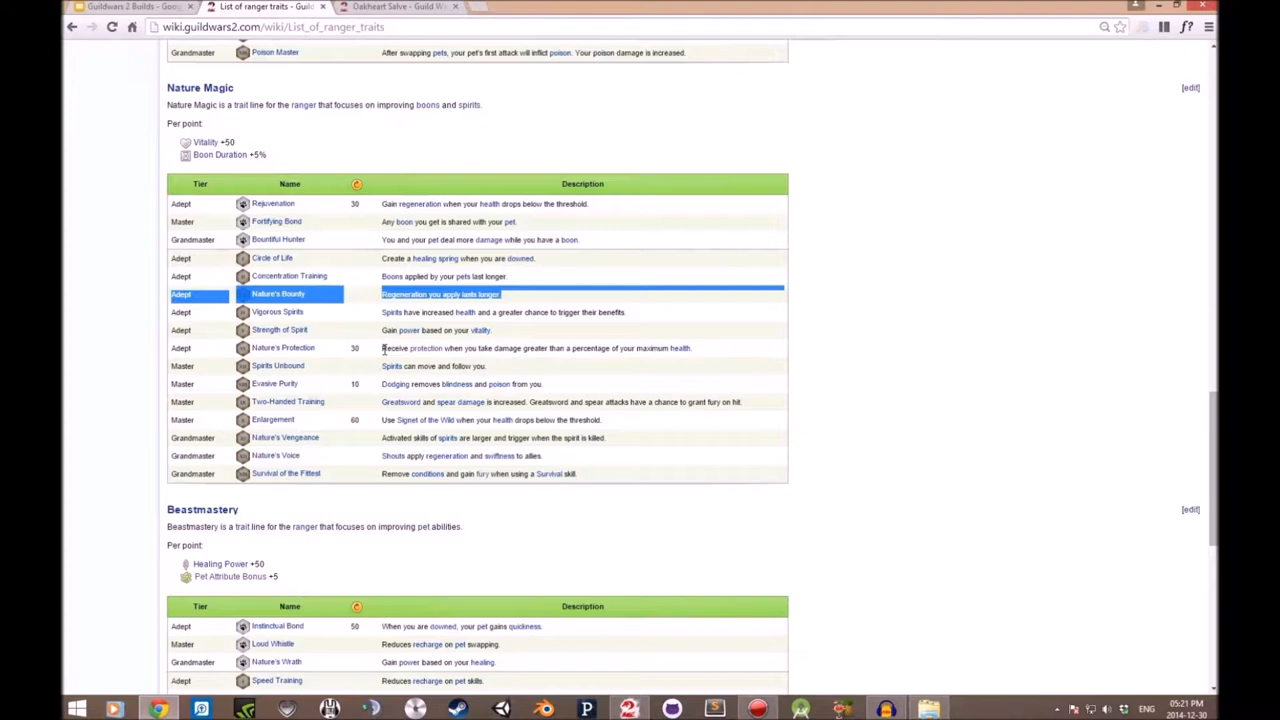 Guildwars 2 Builds - Goog
List of ranger traits - Guild
Oakheart Salve - Guild W
wiki.guildwars2.com/wiki/List_of_ranger_traits
Grandmaster Poison Master After swapping pets, your pet's first attack will inflict poison. Your poison damage is increased.
Nature Magic [edit]
Nature Magic is a trait line for the ranger that focuses on improving boons and spirits.
Per point:
Vitality +50
Boon Duration +5%
Tier Name Description
Adept Rejuvenation 30 Gain regeneration when your health drops below the threshold.
Master Fortifying Bond Any boon you get is shared with your pet.
Grandmaster Bountiful Hunter You and your pet deal more damage while you have a boon.
Adept Circle of Life Create a healing spring when you are downed.
Adept Concentration Training Boons applied by your pets last longer.
Adept Nature's Bounty Regeneration you apply lasts longer.
Adept Vigorous Spirits Spirits have increased health and a greater chance to trigger their benefits.
Adept Strength of Spirit Gain power based on your vitality.
Adept Nature's Protection 30 Receive protection when you take damage greater than a percentage of your maximum health.
Master Spirits Unbound Spirits can move and follow you.
Master Evasive Purity 10 Dodging removes blindness and poison from you.
Master Two-Handed Training Greatsword and spear damage is increased. Greatsword and spear attacks have a chance to grant fury on hit.
Master Enlargement 60 Use Signet of the Wild when your health drops below the threshold.
Grandmaster Nature's Vengeance Activated skills of spirits are larger and trigger when the spirit is killed.
Grandmaster Nature's Voice Shouts apply regeneration and swiftness to allies.
Grandmaster Survival of the Fittest Remove conditions and gain fury when using a Survival skill.
Beastmastery [edit]
Beastmastery is a trait line for the ranger that focuses on improving pet abilities.
Per point:
Healing Power +50
Pet Attribute Bonus +5
Tier Name Description
Adept Instinctual Bond 50 When you are downed, your pet gains quickness.
Master Loud Whistle Reduces recharge on pet swapping.
Grandmaster Nature's Wrath Gain power based on your healing.
Adept Speed Training Reduces recharge on pet skills.
05:21 PM
2014-12-30